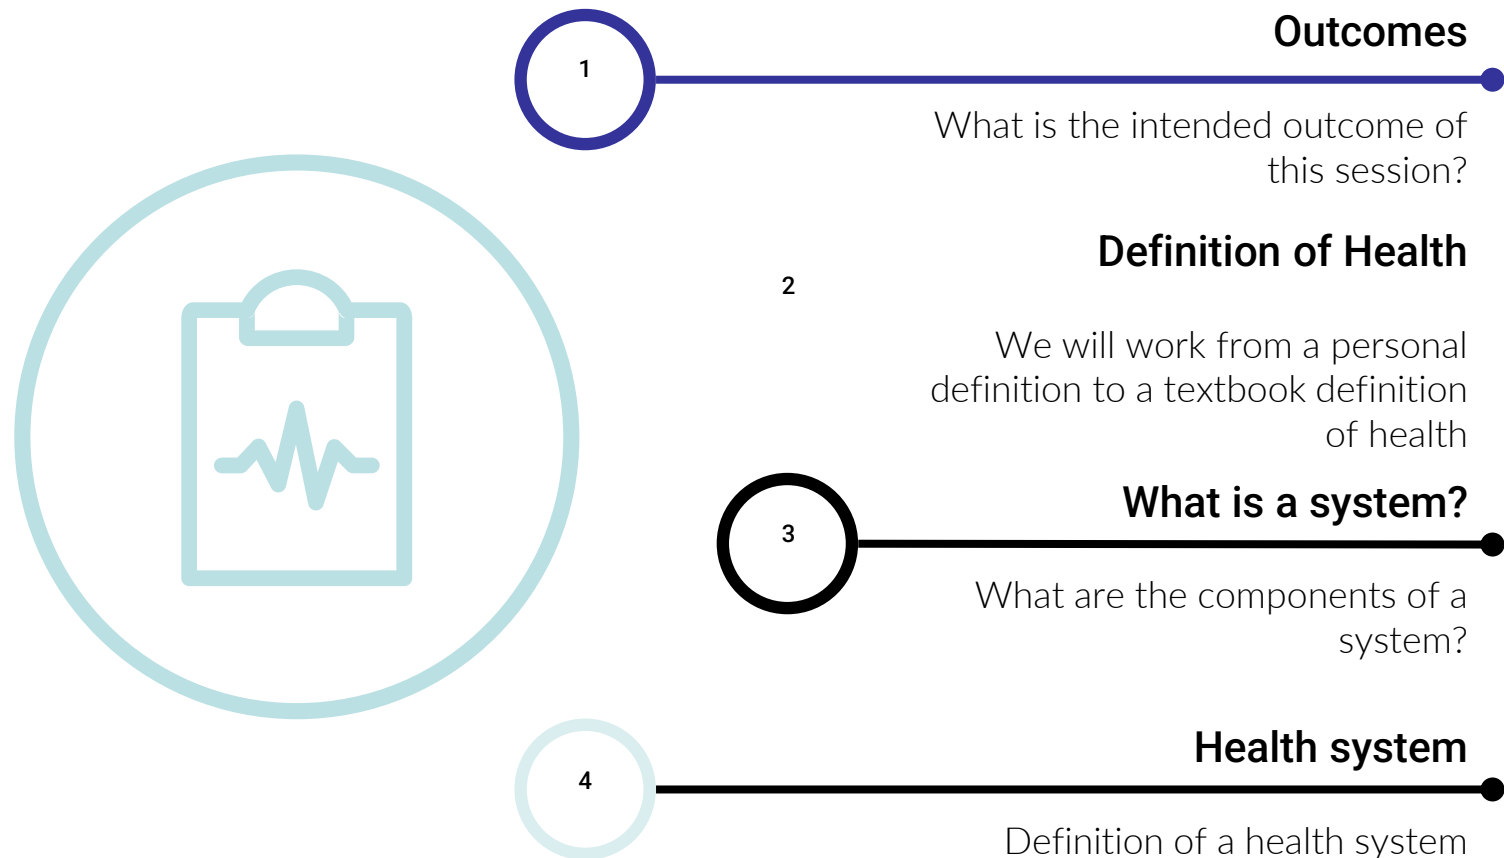 1
Outcomes
What is the intended outcome of
this session?
2
Definition of Health
We will work from a personal
definition to a textbook definition
of health
3
What is a system?
What are the components of a
system?
4
Health system
Definition of a health system